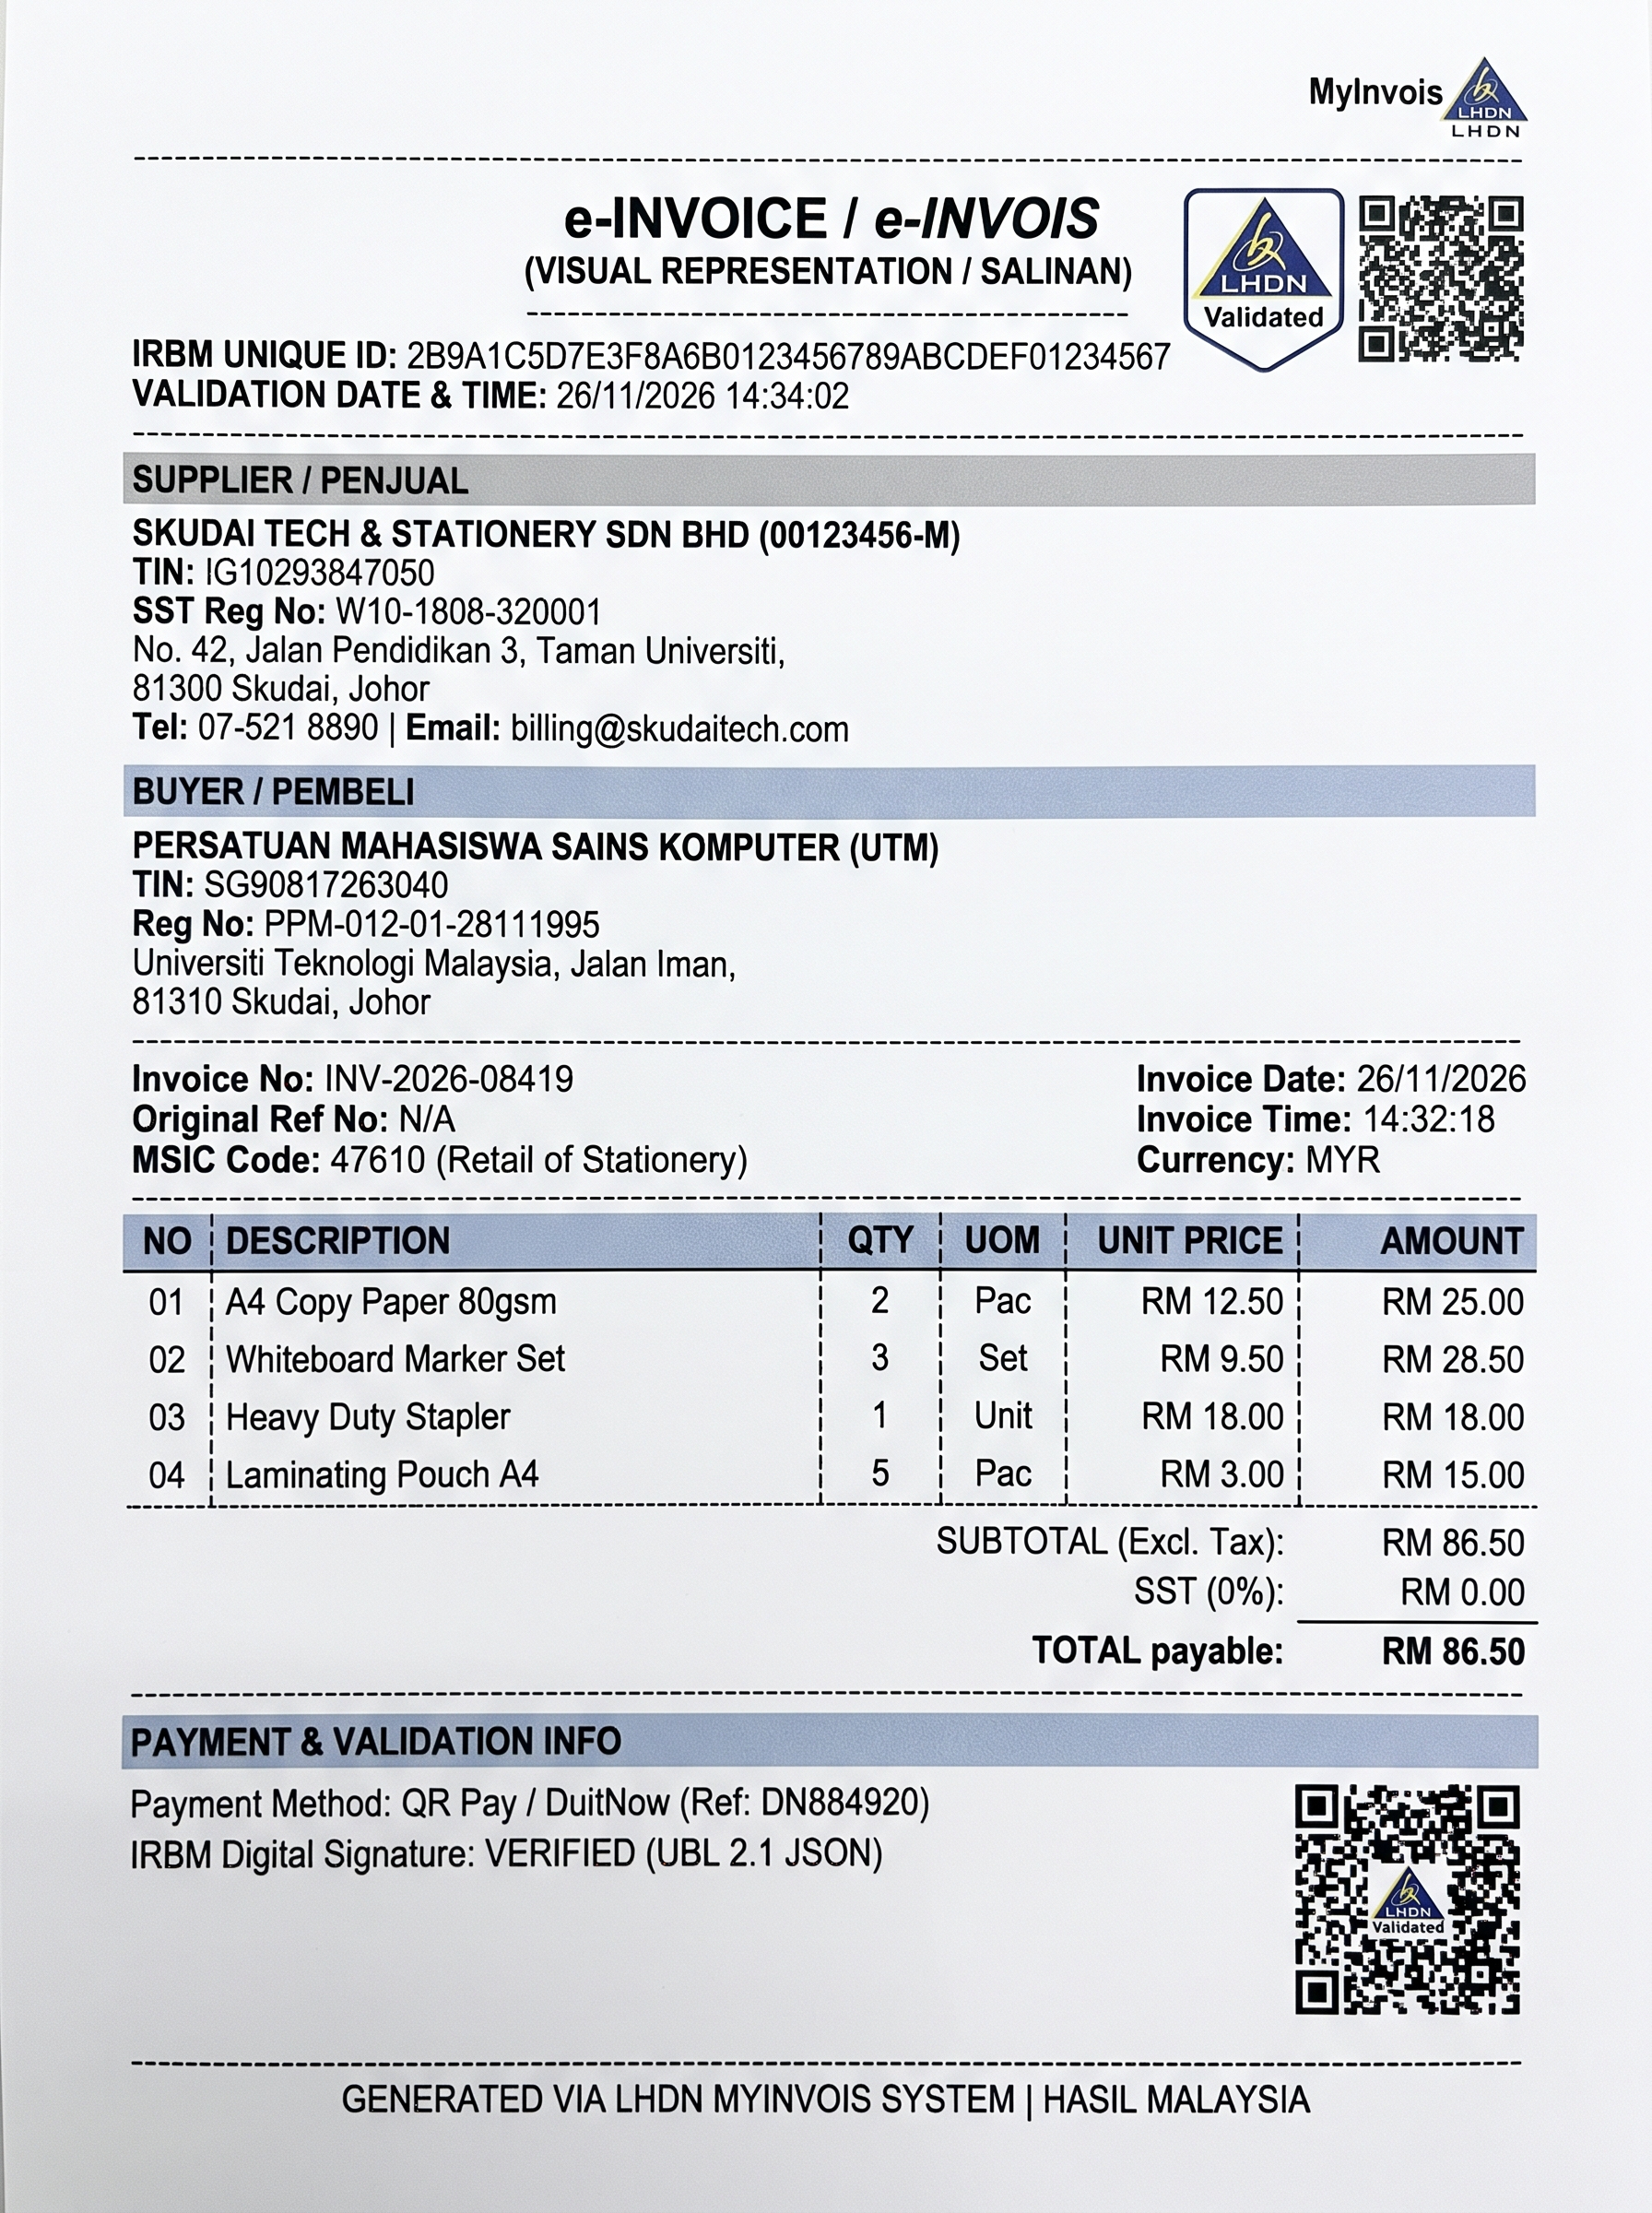 MyInvois
LHDN
LHDN
e-INVOICE / e-INVOIS
(VISUAL REPRESENTATION / SALINAN)
LHDN
Validated
IRBM UNIQUE ID: 2B9A1C5D7E3F8A6B0123456789ABCDEF01234567
VALIDATION DATE & TIME: 26/11/2026 14:34:02
SUPPLIER / PENJUAL
SKUDAI TECH & STATIONERY SDN BHD (00123456-M)
TIN: IG10293847050
SST Reg No: W10-1808-320001
No. 42, Jalan Pendidikan 3, Taman Universiti,
81300 Skudai, Johor
Tel: 07-521 8890 | Email: billing@skudaitech.com
BUYER / PEMBELI
PERSATUAN MAHASISWA SAINS KOMPUTER (UTM)
TIN: SG90817263040
Reg No: PPM-012-01-28111995
Universiti Teknologi Malaysia, Jalan Iman,
81310 Skudai, Johor
Invoice No: INV-2026-08419 Invoice Date: 26/11/2026
Original Ref No: N/A Invoice Time: 14:32:18
MSIC Code: 47610 (Retail of Stationery) Currency: MYR
NO DESCRIPTION QTY UOM UNIT PRICE AMOUNT
01 A4 Copy Paper 80gsm 2 Pac RM 12.50 RM 25.00
02 Whiteboard Marker Set 3 Set RM 9.50 RM 28.50
03 Heavy Duty Stapler 1 Unit RM 18.00 RM 18.00
04 Laminating Pouch A4 5 Pac RM 3.00 RM 15.00
SUBTOTAL (Excl. Tax): RM 86.50
SST (0%): RM 0.00
TOTAL payable: RM 86.50
PAYMENT & VALIDATION INFO
Payment Method: QR Pay / DuitNow (Ref: DN884920)
IRBM Digital Signature: VERIFIED (UBL 2.1 JSON)
LHDN
Validated
GENERATED VIA LHDN MYINVOIS SYSTEM | HASIL MALAYSIA